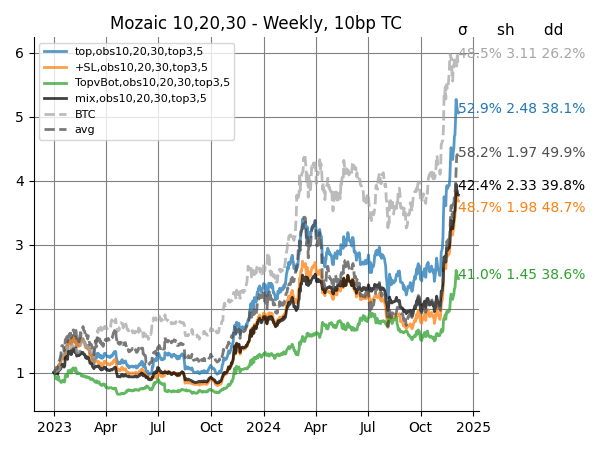 Mozaic 10,20,30 - Weekly, 10bp TC
σ sh dd
top,obs10,20,30,top3,5
+SL,obs10,20,30,top3,5
TopvBot,obs10,20,30,top3,5
mix,obs10,20,30,top3,5
BTC
avg
48.5% 3.11 26.2%
52.9% 2.48 38.1%
58.2% 1.97 49.9%
42.4% 2.33 39.8%
48.7% 1.98 48.7%
41.0% 1.45 38.6%
6
5
4
3
2
1
2023 Apr Jul Oct 2024 Apr Jul Oct 2025